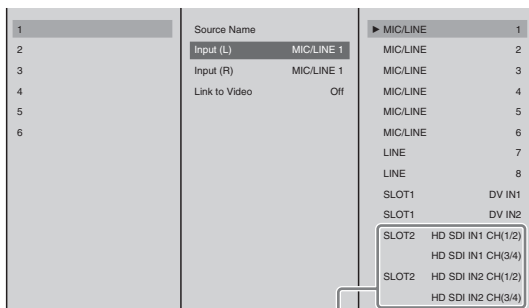 1
2
3
4
5
6
Source Name
Input (L) MIC/LINE 1
Input (R) MIC/LINE 1
Link to Video Off
MIC/LINE 1
MIC/LINE 2
MIC/LINE 3
MIC/LINE 4
MIC/LINE 5
MIC/LINE 6
LINE 7
LINE 8
SLOT1 DV IN1
SLOT1 DV IN2
SLOT2 HD SDI IN1 CH(1/2)
HD SDI IN1 CH(3/4)
SLOT2 HD SDI IN2 CH(1/2)
HD SDI IN2 CH(3/4)